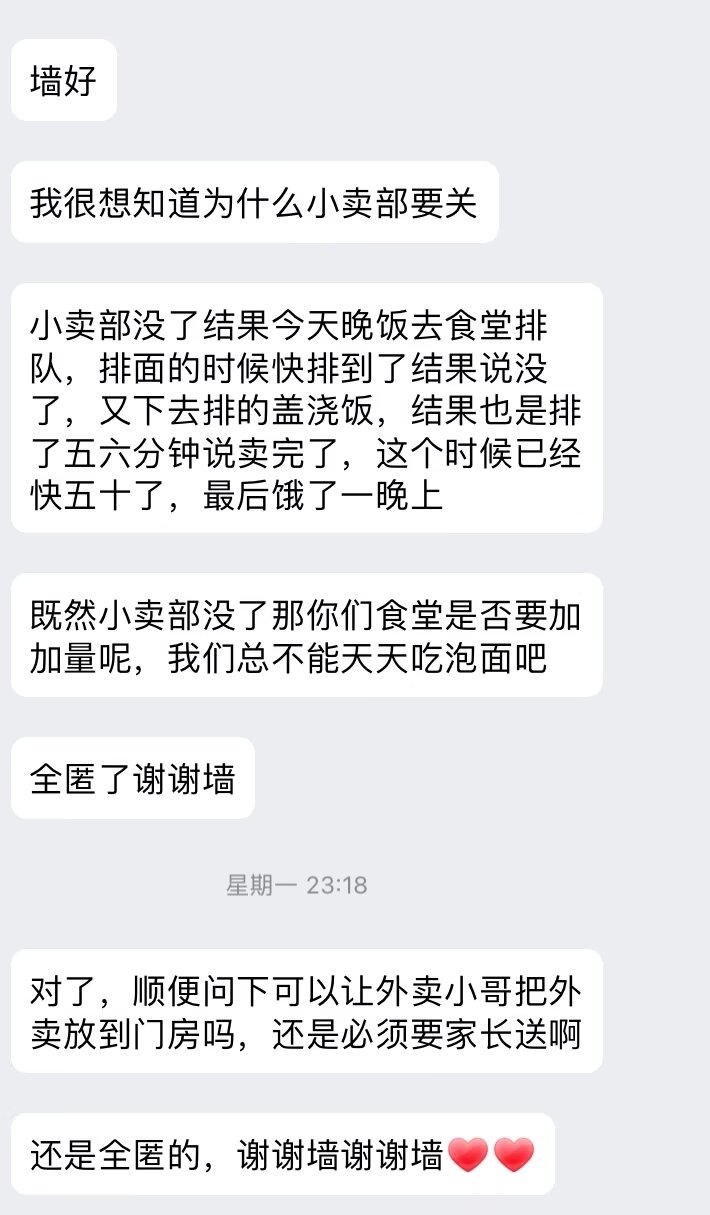 墙好
我很想知道为什么小卖部要关
小卖部没了结果今天晚饭去食堂排
队，排面的时候快排到了结果说没
了，又下去排的盖浇饭，结果也是排
了五六分钟说卖完了，这个时候已经
快五十了，最后饿了一晚上
既然小卖部没了那你们食堂是否要加
加量呢，我们总不能天天吃泡面吧
全匿了谢谢墙
星期一 23:18
对了，顺便问下可以让外卖小哥把外
卖放到门房吗，还是必须要家长送啊
还是全匿的，谢谢墙谢谢墙❤️❤️